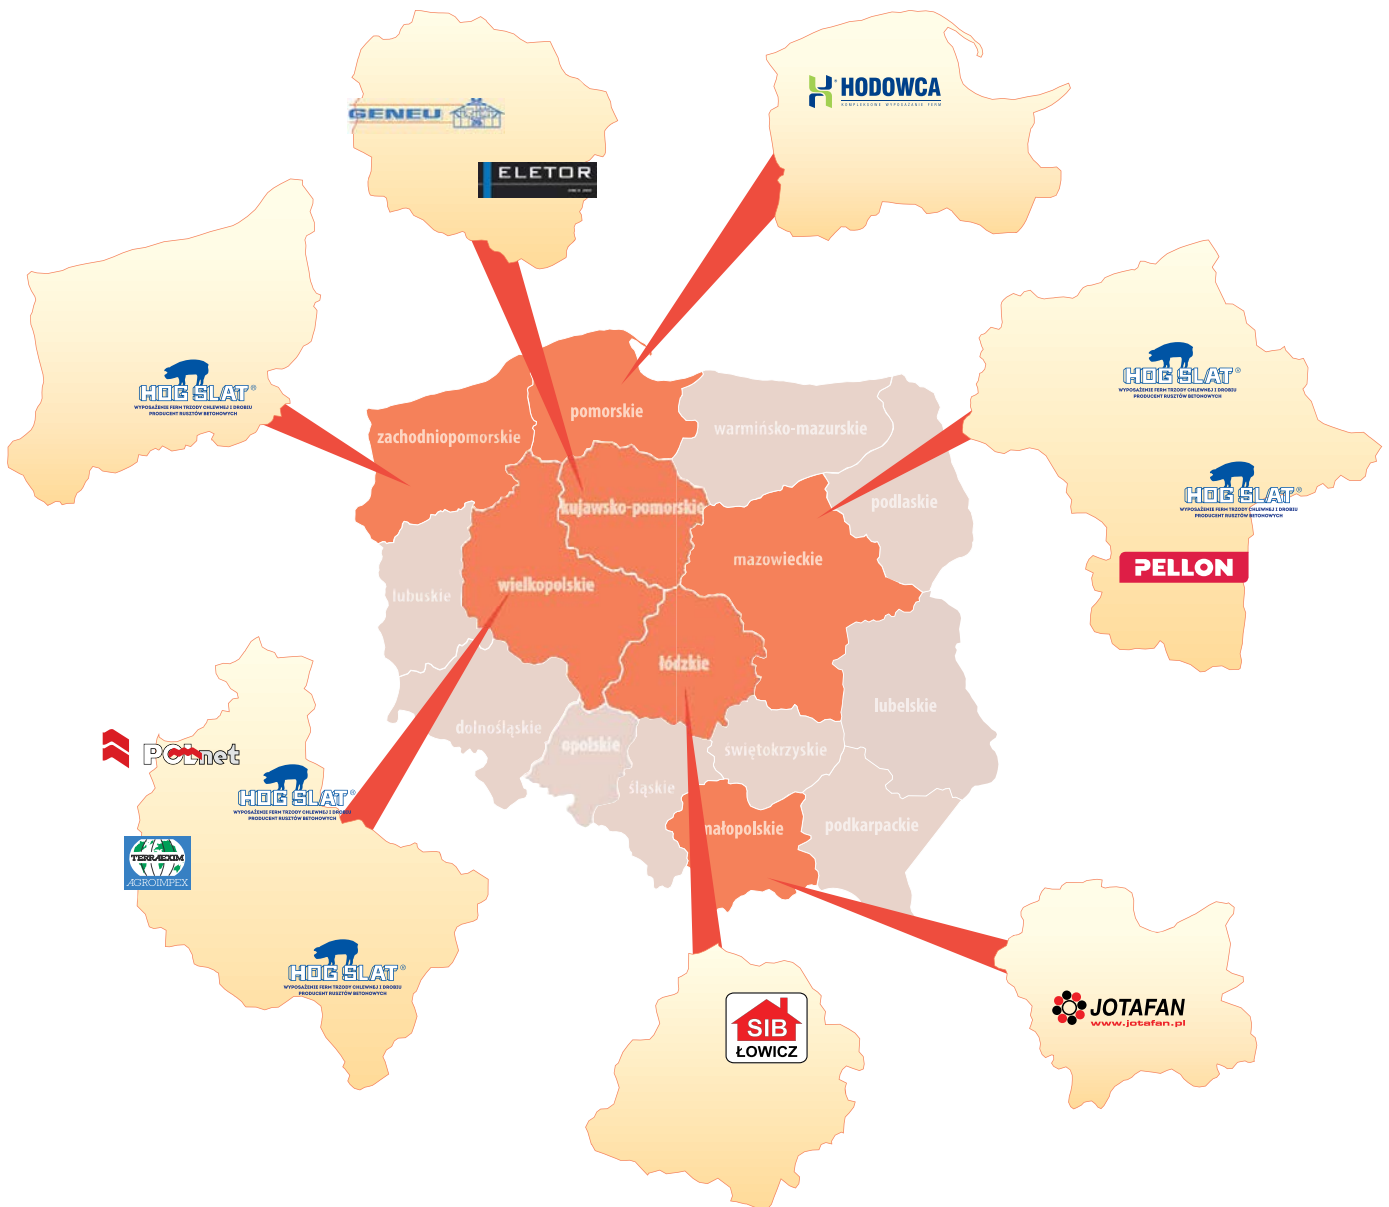 HODOWCA
KOMPLEKSOWE WYPOSAŻANIE FERM
GENEU
ELETOR
HOG SLAT®
WYPOSAŻENIE FERM TRZODY CHLEWNEJ I DROBIU
PRODUCENT RUSZTÓW BETONOWYCH
HOG SLAT®
WYPOSAŻENIE FERM TRZODY CHLEWNEJ I DROBIU
PRODUCENT RUSZTÓW BETONOWYCH
HOG SLAT®
WYPOSAŻENIE FERM TRZODY CHLEWNEJ I DROBIU
PRODUCENT RUSZTÓW BETONOWYCH
PELLON
pomorskie
zachodniopomorskie
warmińsko-mazurskie
podlaskie
kujawsko-pomorskie
mazowieckie
wielkopolskie
lubuskie
łódzkie
lubelskie
dolnośląskie
opolskie
świętokrzyskie
śląskie
małopolskie
podkarpackie
POLnet
HOG SLAT®
WYPOSAŻENIE FERM TRZODY CHLEWNEJ I DROBIU
PRODUCENT RUSZTÓW BETONOWYCH
TERRAEXIM
AGROIMPEX
HOG SLAT®
WYPOSAŻENIE FERM TRZODY CHLEWNEJ I DROBIU
PRODUCENT RUSZTÓW BETONOWYCH
SIB
ŁOWICZ
JOTAFAN
www.jotafan.pl